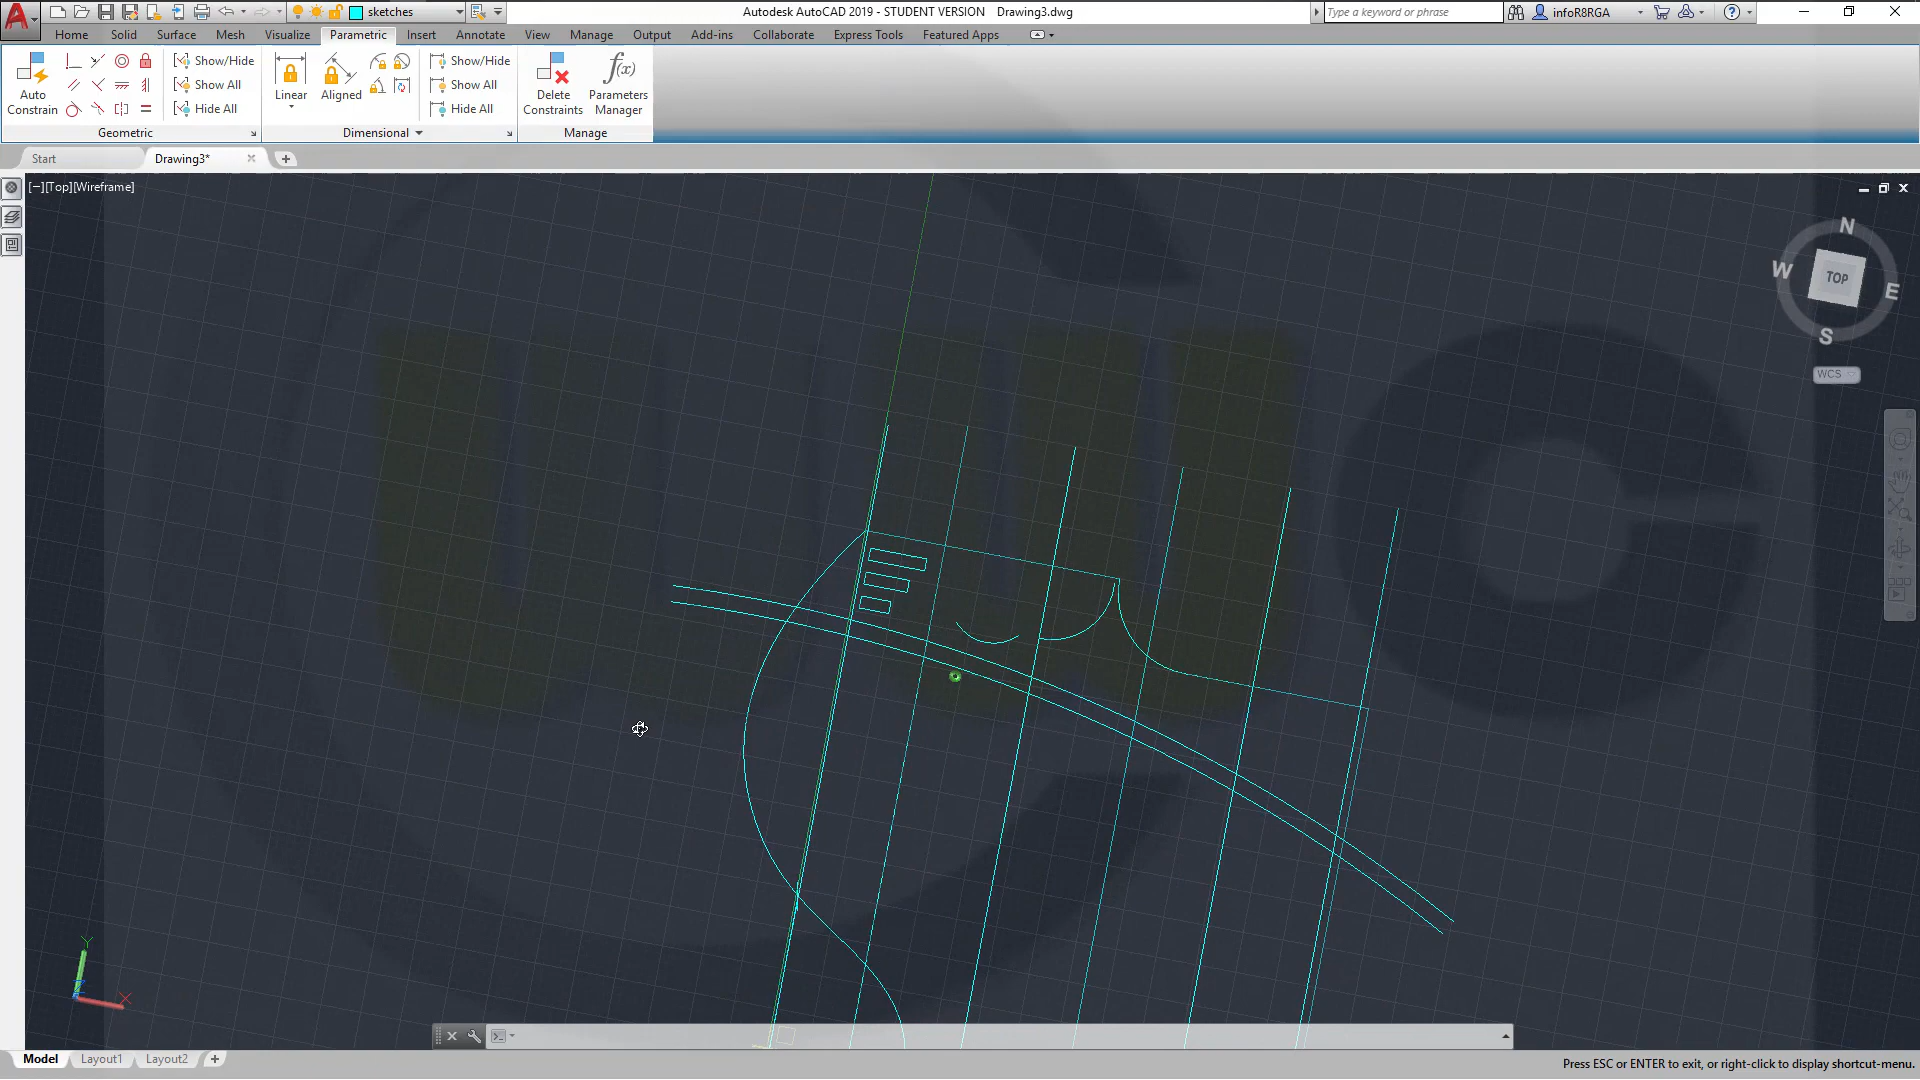 sketches
Autodesk AutoCAD 2019 - STUDENT VERSION Drawing3.dwg
Type a keyword or phrase
infoR8RGA
Home Solid Surface Mesh Visualize Parametric Insert Annotate View Manage Output Add-ins Collaborate Express Tools Featured Apps
Auto Constrain
Show/Hide
Show All
Hide All
Geometric
Linear
Aligned
Show/Hide
Show All
Hide All
Dimensional
Delete Constraints
f(x)
Parameters Manager
Manage
Start
Drawing3*
[−][Top][Wireframe]
N
W
TOP
E
S
WCS
Y
X
Model
Layout1
Layout2
Press ESC or ENTER to exit, or right-click to display shortcut-menu.